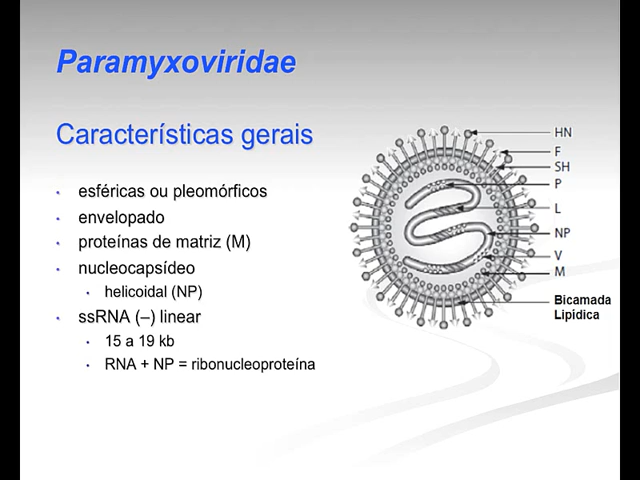 Paramyxoviridae
Características gerais
• esféricas ou pleomórficos
• envelopado
• proteínas de matriz (M)
• nucleocapsídeo
• helicoidal (NP)
• ssRNA (–) linear
• 15 a 19 kb
• RNA + NP = ribonucleoproteína
HN
F
SH
P
L
NP
V
M
Bicamada
Lipídica